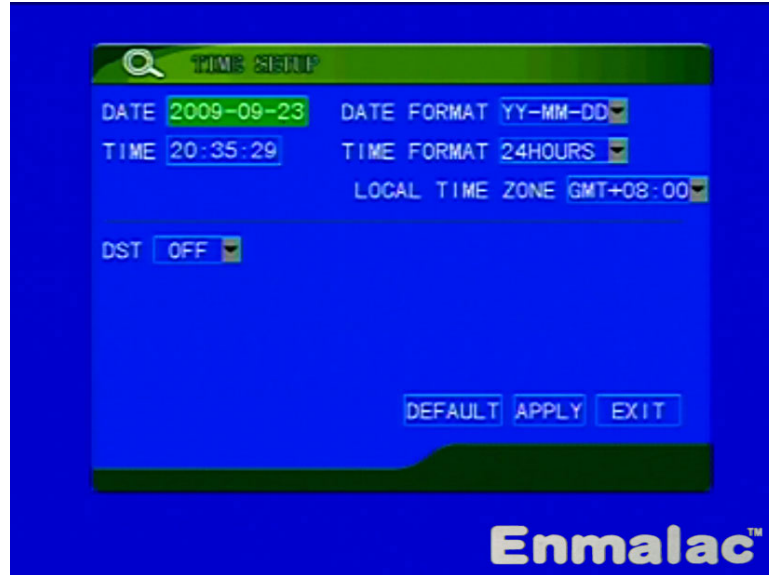 TIME SETUP
DATE 2009-09-23 DATE FORMAT YY-MM-DD
TIME 20:35:29 TIME FORMAT 24HOURS
LOCAL TIME ZONE GMT+08:00
DST OFF
DEFAULT APPLY EXIT
Enmalac™